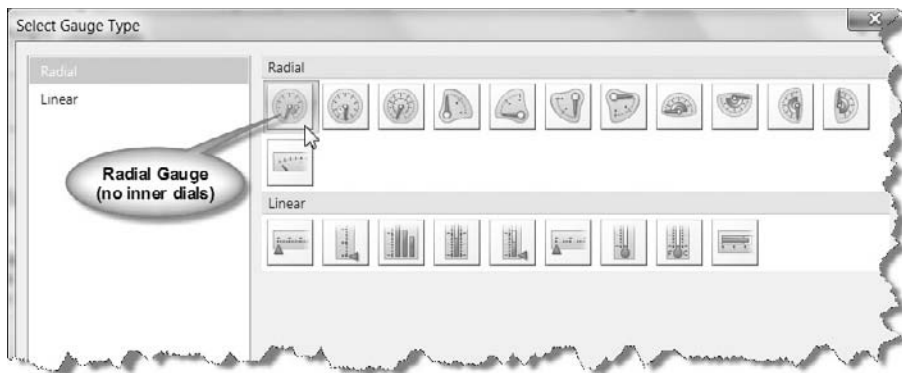 Select Gauge Type
Radial
Linear
Radial
Radial Gauge
(no inner dials)
Linear